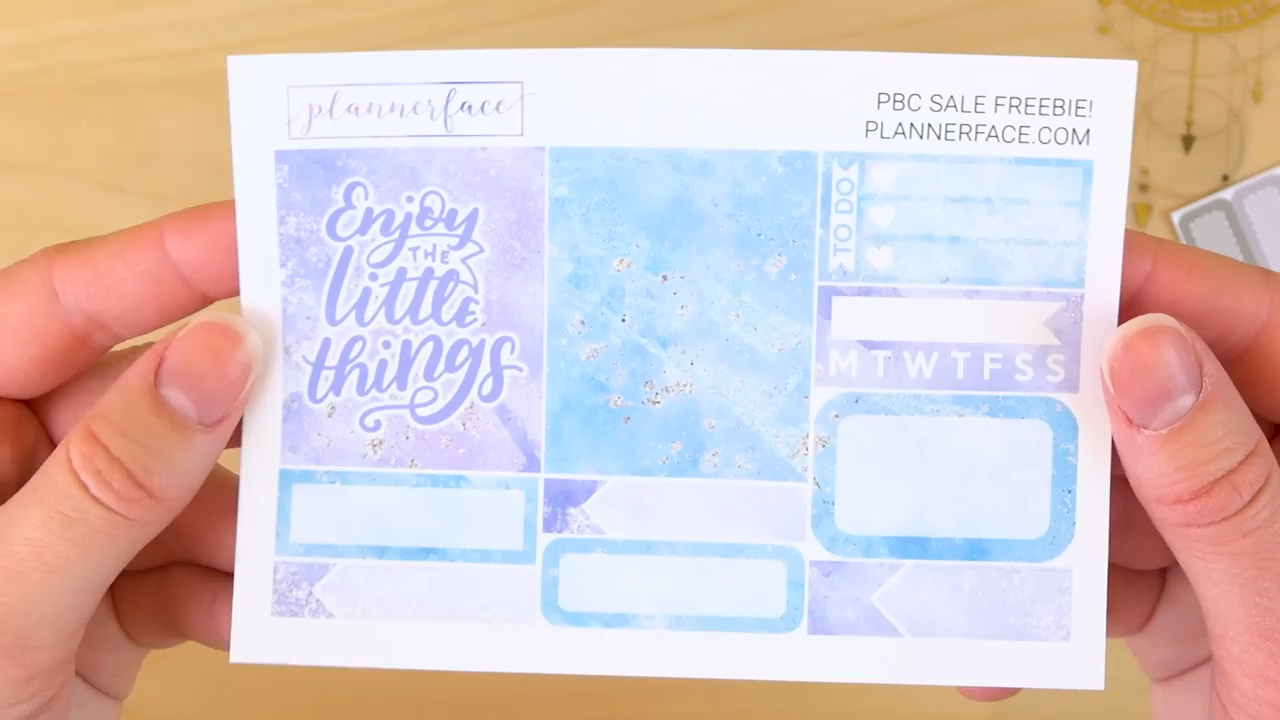 plannerface
PBC SALE FREEBIE!
PLANNERFACE.COM
Enjoy
THE
little
things
TO DO
M T W T F S S